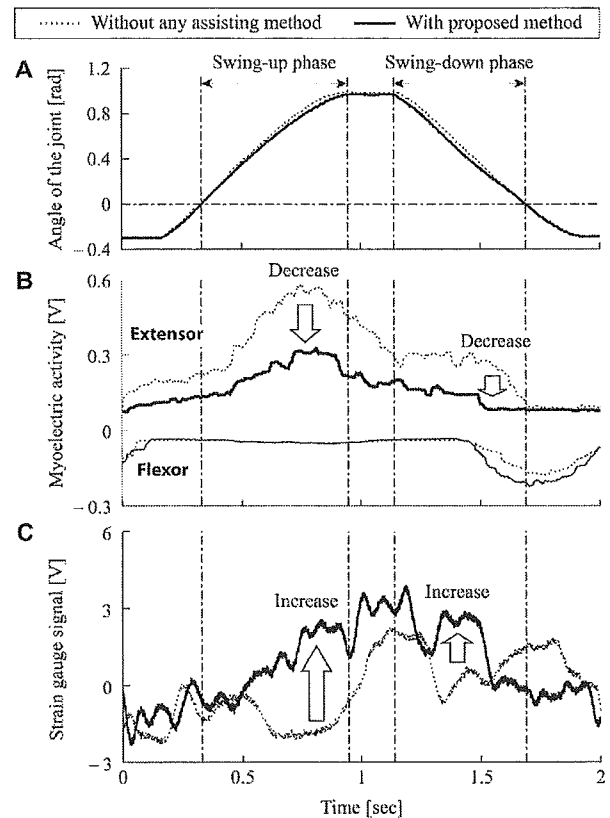 Without any assisting method
With proposed method
A
Swing-up phase
Swing-down phase
Angle of the joint [rad]
1.2
0.8
0.4
0
−0.4
B
Decrease
Extensor
Decrease
Flexor
Myoelectric activity [V]
0.6
0.3
0
−0.3
C
Increase
Increase
Strain gauge signal [V]
6
3
0
−3
0
0.5
1
1.5
2
Time [sec]